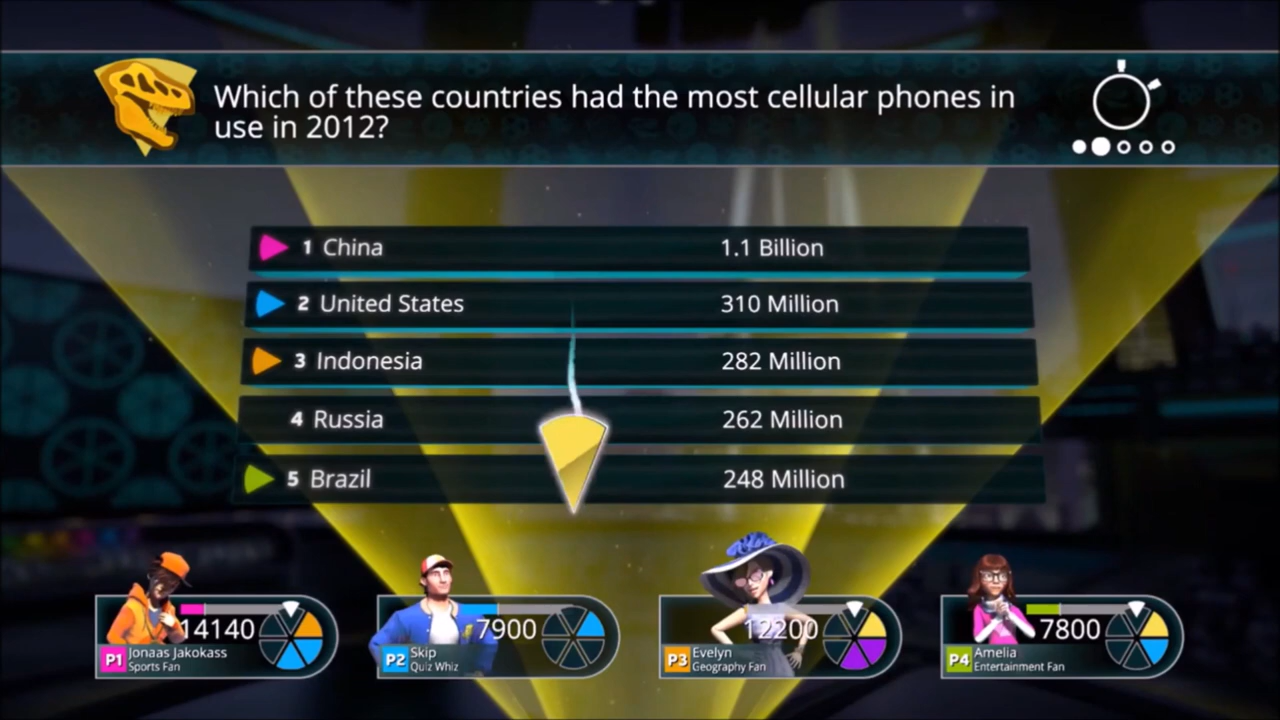 Which of these countries had the most cellular phones in
use in 2012?
1 China 1.1 Billion
2 United States 310 Million
3 Indonesia 282 Million
4 Russia 262 Million
5 Brazil 248 Million
14140
P1 Jonaas Jakokass
Sports Fan
7900
P2 Skip
Quiz Whiz
12200
P3 Evelyn
Geography Fan
7800
P4 Amelia
Entertainment Fan